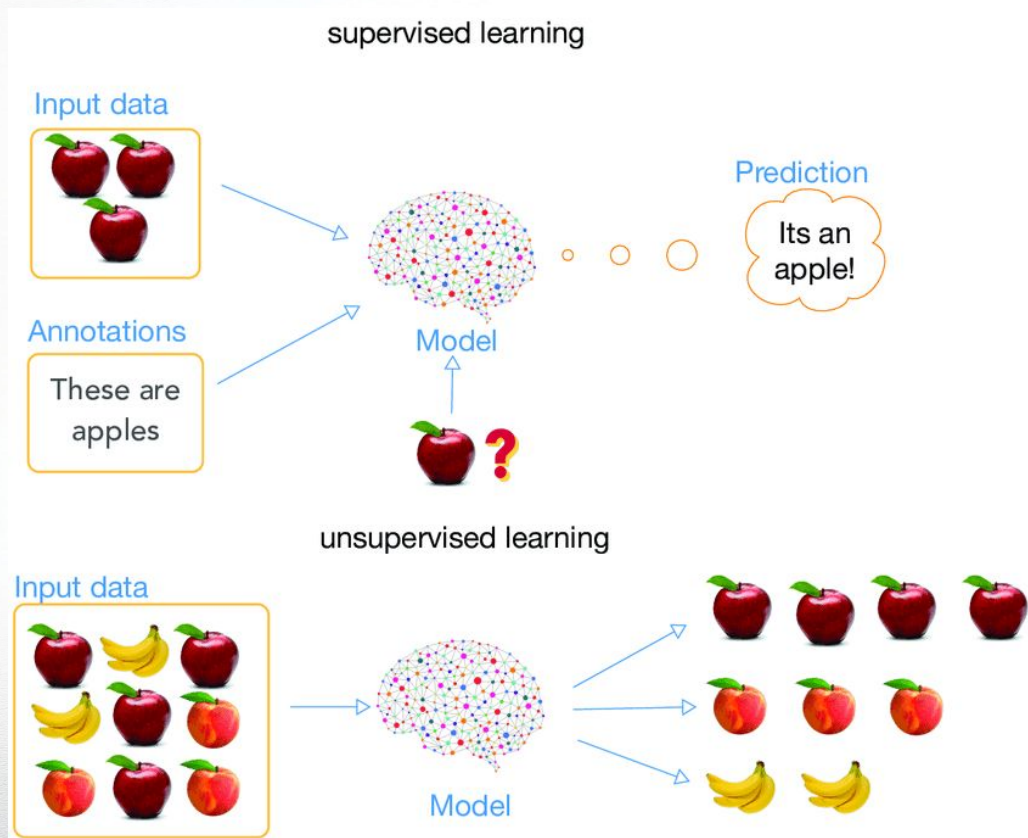 supervised learning
Input data
Prediction
Its an
apple!
Annotations
Model
These are
apples
?
unsupervised learning
Input data
Model